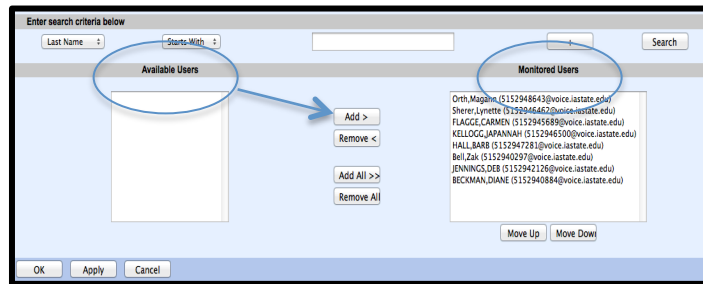 Enter search criteria below
Last Name Starts With + Search
Available Users Monitored Users
Orth,Magann (5152948643@voice.iastate.edu)
Sherer,Lynette (5152946462@voice.iastate.edu)
FLAGGE,CARMEN (5152945689@voice.iastate.edu)
KELLOGG,JAPANNAH (5152946500@voice.iastate.edu)
HALL,BARB (5152947281@voice.iastate.edu)
Bell,Zak (5152940297@voice.iastate.edu)
JENNINGS,DEB (5152942126@voice.iastate.edu)
BECKMAN,DIANE (5152940884@voice.iastate.edu)
Add >
Remove <
Add All >>
Remove All
Move Up Move Down
OK Apply Cancel